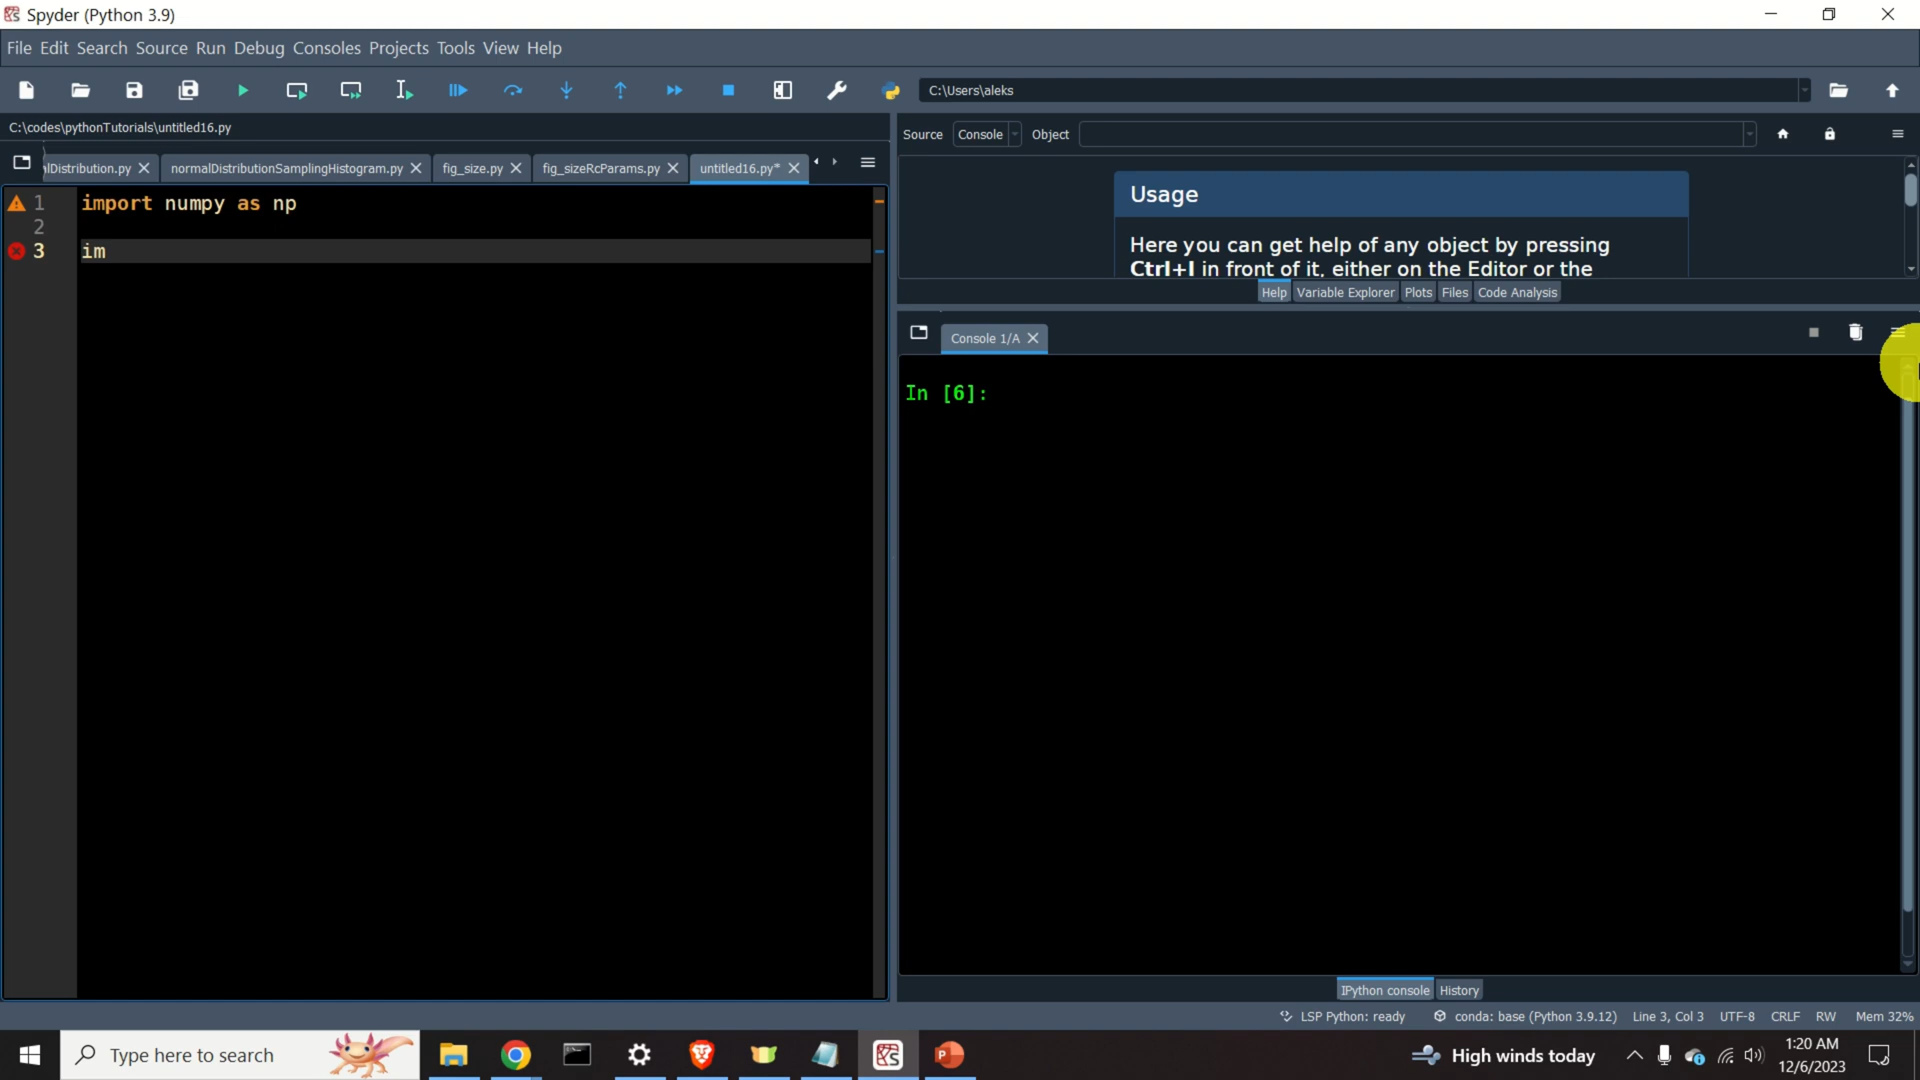 Spyder (Python 3.9)
File Edit Search Source Run Debug Consoles Projects Tools View Help
C:\Users\aleks
C:\codes\pythonTutorials\untitled16.py
Source Console Object
lDistribution.py normalDistributionSamplingHistogram.py fig_size.py fig_sizeRcParams.py untitled16.py*
1 import numpy as np
2
3 im
Usage
Here you can get help of any object by pressing
Ctrl+I in front of it, either on the Editor or the
Help Variable Explorer Plots Files Code Analysis
Console 1/A
In [6]:
IPython console History
LSP Python: ready conda: base (Python 3.9.12) Line 3, Col 3 UTF-8 CRLF RW Mem 32%
Type here to search
High winds today
1:20 AM
12/6/2023